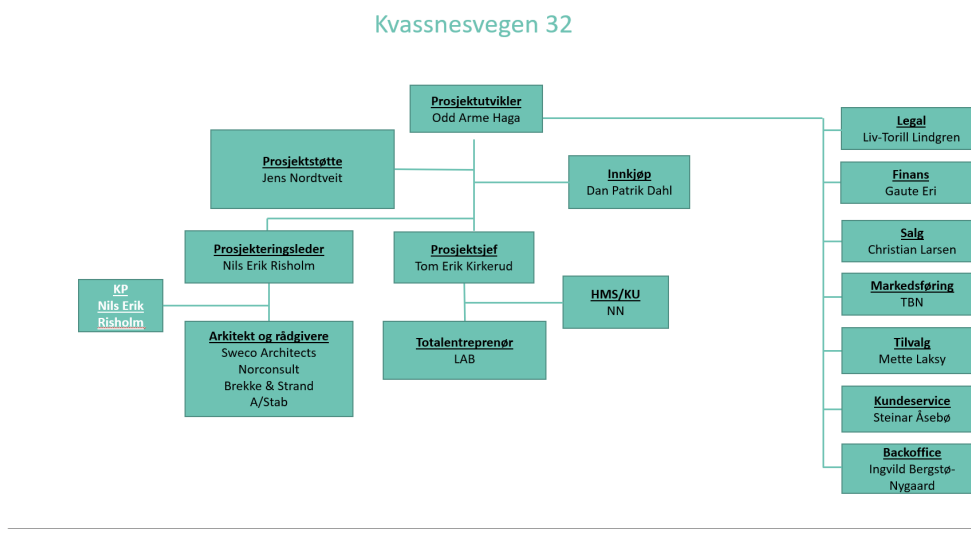 Kvassnesvegen 32
Prosjektutvikler
Odd Arme Haga
Prosjektstøtte
Jens Nordtveit
Innkjøp
Dan Patrik Dahl
Prosjekteringsleder
Nils Erik Risholm
Prosjektsjef
Tom Erik Kirkerud
KP
Nils Erik
Risholm
HMS/KU
NN
Arkitekt og rådgivere
Sweco Architects
Norconsult
Brekke & Strand
A/Stab
Totalentreprenør
LAB
Legal
Liv-Torill Lindgren
Finans
Gaute Eri
Salg
Christian Larsen
Markedsføring
TBN
Tilvalg
Mette Laksy
Kundeservice
Steinar Åsebø
Backoffice
Ingvild Bergstø-
Nygaard